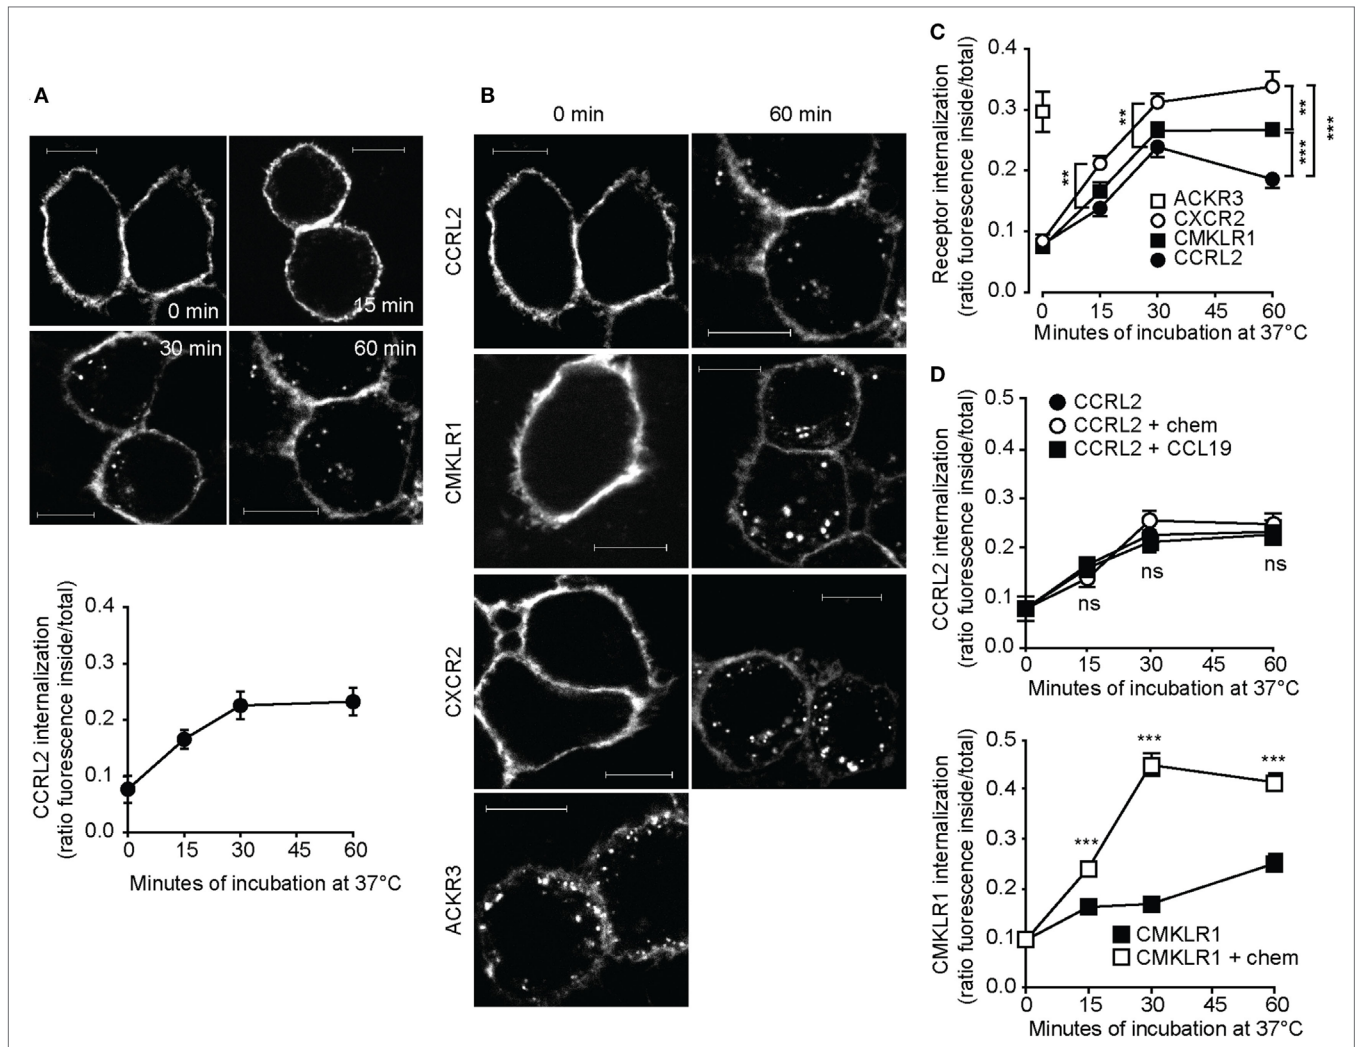 A
0 min
15 min
30 min
60 min
CCRL2 internalization
(ratio fuorescence inside/total)
0.4
0.3
0.2
0.1
0.0
0 15 30 45 60
Minutes of incubation at 37°C
B
0 min 60 min
CCRL2
CMKLR1
CXCR2
ACKR3
C
Receptor internalization
(ratio fluorescence inside/total)
0.4
0.3
0.2
0.1
0.0
**
**
**
***
***
ACKR3
CXCR2
CMKLR1
CCRL2
0 15 30 45 60
Minutes of incubation at 37°C
D
CCRL2 internalization
(ratio fluorescence inside/total)
0.5
0.4
0.3
0.2
0.1
0.0
CCRL2
CCRL2 + chem
CCRL2 + CCL19
ns
ns
ns
0 15 30 45 60
Minutes of incubation at 37°C
CMKLR1 internalization
(ratio fluorescence inside/total)
0.5
0.4
0.3
0.2
0.1
0.0
***
***
***
CMKLR1
CMKLR1 + chem
0 15 30 45 60
Minutes of incubation at 37°C